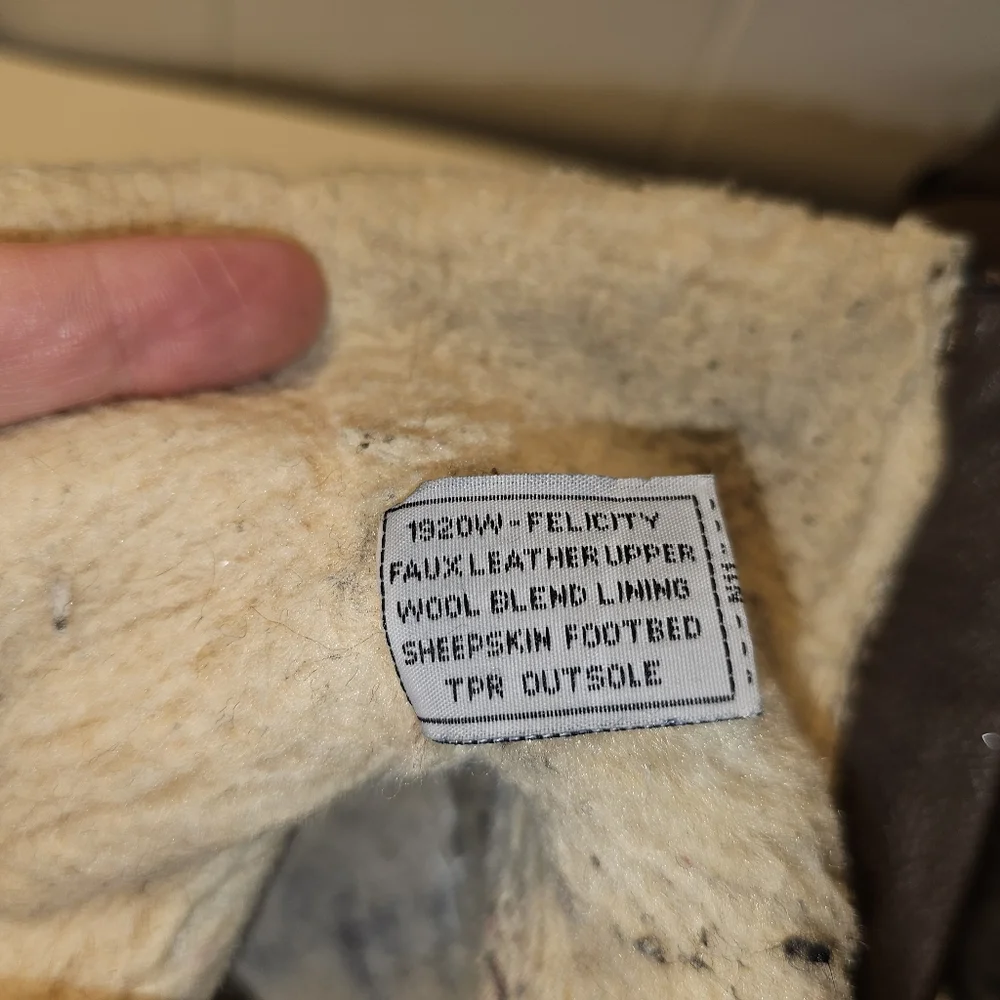 1920W - FELICITY
FAUX LEATHER UPPER
WOOL BLEND LINING
SHEEPSKIN FOOTBED
TPR OUTSOLE